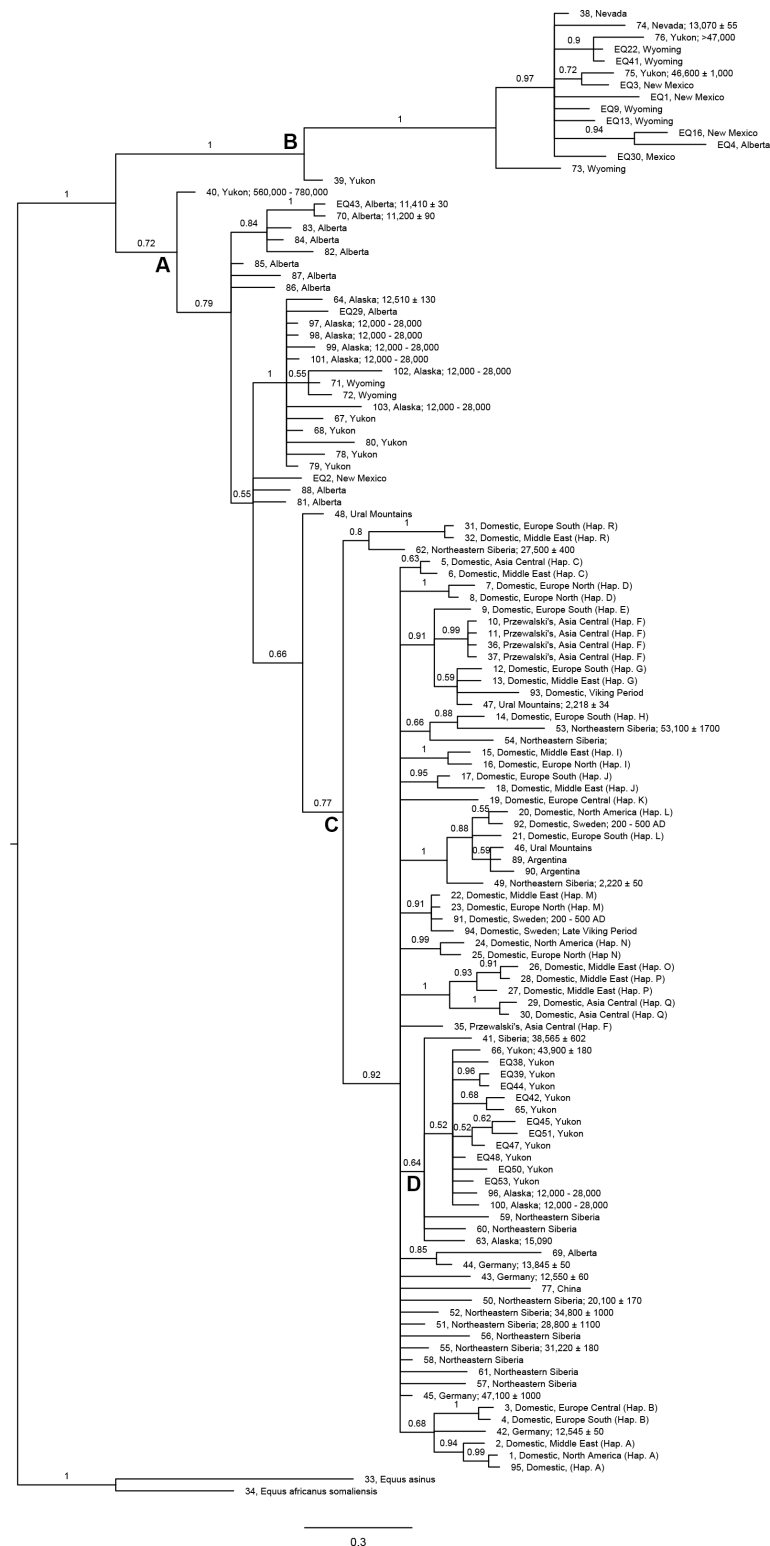 38, Nevada
74, Nevada; 13,070 ± 55
0.9
76, Yukon; >47,000
EQ22, Wyoming
EQ41, Wyoming
0.97
0.72
75, Yukon; 46,600 ± 1,000
EQ3, New Mexico
EQ1, New Mexico
EQ9, Wyoming
EQ13, Wyoming
1
0.94
EQ16, New Mexico
EQ4, Alberta
1
B
EQ30, Mexico
73, Wyoming
39, Yukon
1
40, Yukon; 560,000 - 780,000
1
EQ43, Alberta; 11,410 ± 30
70, Alberta; 11,200 ± 90
0.84
83, Alberta
84, Alberta
0.72
82, Alberta
A
85, Alberta
87, Alberta
86, Alberta
0.79
64, Alaska; 12,510 ± 130
EQ29, Alberta
97, Alaska; 12,000 - 28,000
98, Alaska; 12,000 - 28,000
99, Alaska; 12,000 - 28,000
101, Alaska; 12,000 - 28,000
1
0.55
102, Alaska; 12,000 - 28,000
71, Wyoming
72, Wyoming
103, Alaska; 12,000 - 28,000
67, Yukon
68, Yukon
80, Yukon
78, Yukon
79, Yukon
EQ2, New Mexico
0.55
88, Alberta
81, Alberta
48, Ural Mountains
1
31, Domestic, Europe South (Hap. R)
0.8
32, Domestic, Middle East (Hap. R)
62, Northeastern Siberia; 27,500 ± 400
0.63
5, Domestic, Asia Central (Hap. C)
6, Domestic, Middle East (Hap. C)
1
7, Domestic, Europe North (Hap. D)
8, Domestic, Europe North (Hap. D)
9, Domestic, Europe South (Hap. E)
10, Przewalski's, Asia Central (Hap. F)
0.91
0.99
11, Przewalski's, Asia Central (Hap. F)
36, Przewalski's, Asia Central (Hap. F)
37, Przewalski's, Asia Central (Hap. F)
0.66
12, Domestic, Europe South (Hap. G)
0.59
13, Domestic, Middle East (Hap. G)
93, Domestic, Viking Period
47, Ural Mountains; 2,218 ± 34
0.88
14, Domestic, Europe South (Hap. H)
0.66
53, Northeastern Siberia; 53,100 ± 1700
54, Northeastern Siberia;
1
15, Domestic, Middle East (Hap. I)
16, Domestic, Europe North (Hap. I)
0.95
17, Domestic, Europe South (Hap. J)
18, Domestic, Middle East (Hap. J)
19, Domestic, Europe Central (Hap. K)
0.77
C
0.55
20, Domestic, North America (Hap. L)
92, Domestic, Sweden; 200 - 500 AD
0.88
21, Domestic, Europe South (Hap. L)
0.59
46, Ural Mountains
1
89, Argentina
90, Argentina
49, Northeastern Siberia; 2,220 ± 50
22, Domestic, Middle East (Hap. M)
0.91
23, Domestic, Europe North (Hap. M)
91, Domestic, Sweden; 200 - 500 AD
94, Domestic, Sweden; Late Viking Period
0.99
24, Domestic, North America (Hap. N)
25, Domestic, Europe North (Hap N)
0.91
26, Domestic, Middle East (Hap. O)
0.93
28, Domestic, Middle East (Hap. P)
1
27, Domestic, Middle East (Hap. P)
1
29, Domestic, Asia Central (Hap. Q)
30, Domestic, Asia Central (Hap. Q)
35, Przewalski's, Asia Central (Hap. F)
41, Siberia; 38,565 ± 602
66, Yukon; 43,900 ± 180
EQ38, Yukon
0.92
0.96
EQ39, Yukon
EQ44, Yukon
0.68
EQ42, Yukon
65, Yukon
0.52
0.52
0.62
EQ45, Yukon
EQ51, Yukon
EQ47, Yukon
EQ48, Yukon
0.64
D
EQ50, Yukon
EQ53, Yukon
96, Alaska; 12,000 - 28,000
100, Alaska; 12,000 - 28,000
59, Northeastern Siberia
60, Northeastern Siberia
63, Alaska; 15,090
0.85
69, Alberta
44, Germany; 13,845 ± 50
43, Germany; 12,550 ± 60
77, China
50, Northeastern Siberia; 20,100 ± 170
52, Northeastern Siberia; 34,800 ± 1000
51, Northeastern Siberia; 28,800 ± 1100
56, Northeastern Siberia
55, Northeastern Siberia; 31,220 ± 180
58, Northeastern Siberia
61, Northeastern Siberia
57, Northeastern Siberia
45, Germany; 47,100 ± 1000
1
3, Domestic, Europe Central (Hap. B)
4, Domestic, Europe South (Hap. B)
0.68
42, Germany; 12,545 ± 50
0.94
2, Domestic, Middle East (Hap. A)
0.99
1, Domestic, North America (Hap. A)
95, Domestic, (Hap. A)
1
33, Equus asinus
34, Equus africanus somaliensis
0.3